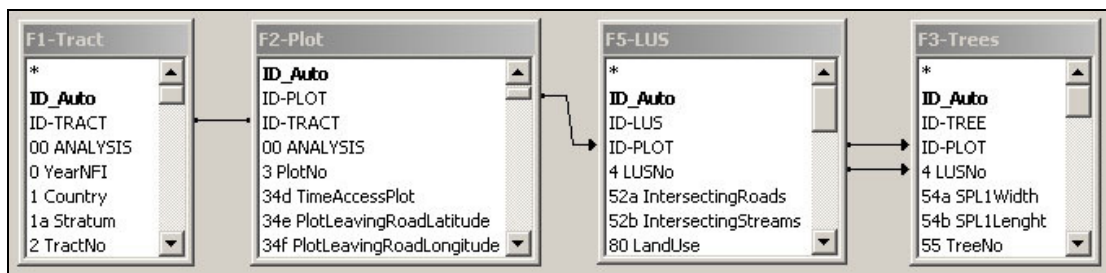 F1-Tract
*
ID_Auto
ID-TRACT
00 ANALYSIS
0 YearNFI
1 Country
1a Stratum
2 TractNo
F2-Plot
ID_Auto
ID-PLOT
ID-TRACT
00 ANALYSIS
3 PlotNo
34d TimeAccessPlot
34e PlotLeavingRoadLatitude
34f PlotLeavingRoadLongitude
F5-LUS
*
ID_Auto
ID-LUS
ID-PLOT
4 LUSNo
52a IntersectingRoads
52b IntersectingStreams
80 LandUse
F3-Trees
*
ID_Auto
ID-TREE
ID-PLOT
4 LUSNo
54a SPL1Width
54b SPL1Lenght
55 TreeNo